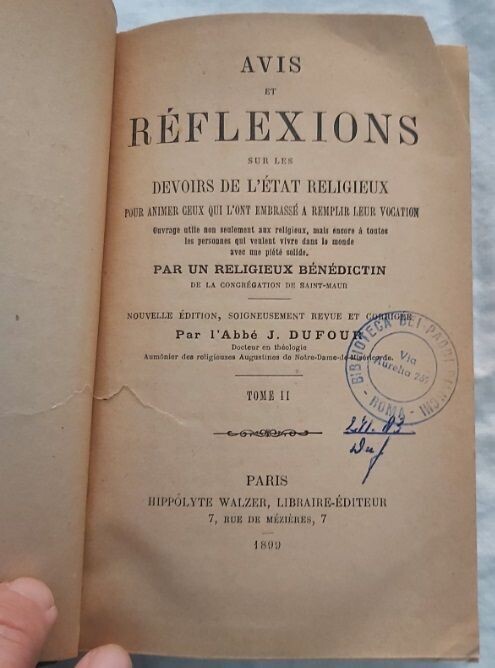 AVIS
ET
RÉFLEXIONS
SUR LES
DEVOIRS DE L'ÉTAT RELIGIEUX
POUR ANIMER CEUX QUI L'ONT EMBRASSÉ A REMPLIR LEUR VOCATION
Ouvrage utile non seulement aux religieux, mais encore à toutes
les personnes qui veulent vivre dans le monde
avec une piété solide.
PAR UN RELIGIEUX BÉNÉDICTIN
DE LA CONGRÉGATION DE SAINT-MAUR
NOUVELLE ÉDITION, SOIGNEUSEMENT REVUE ET CORRIGÉE
Par l'Abbé J. DUFOUR
Docteur en théologie
Aumônier des religieuses Augustines de Notre-Dame-de-Miséricorde.
TOME II
BIBLIOTECA DEI
ROMA
Via
Aurelia
PARIS
HIPPOLYTE WALZER, LIBRAIRE-ÉDITEUR
7, RUE DE MÉZIÈRES, 7
1899